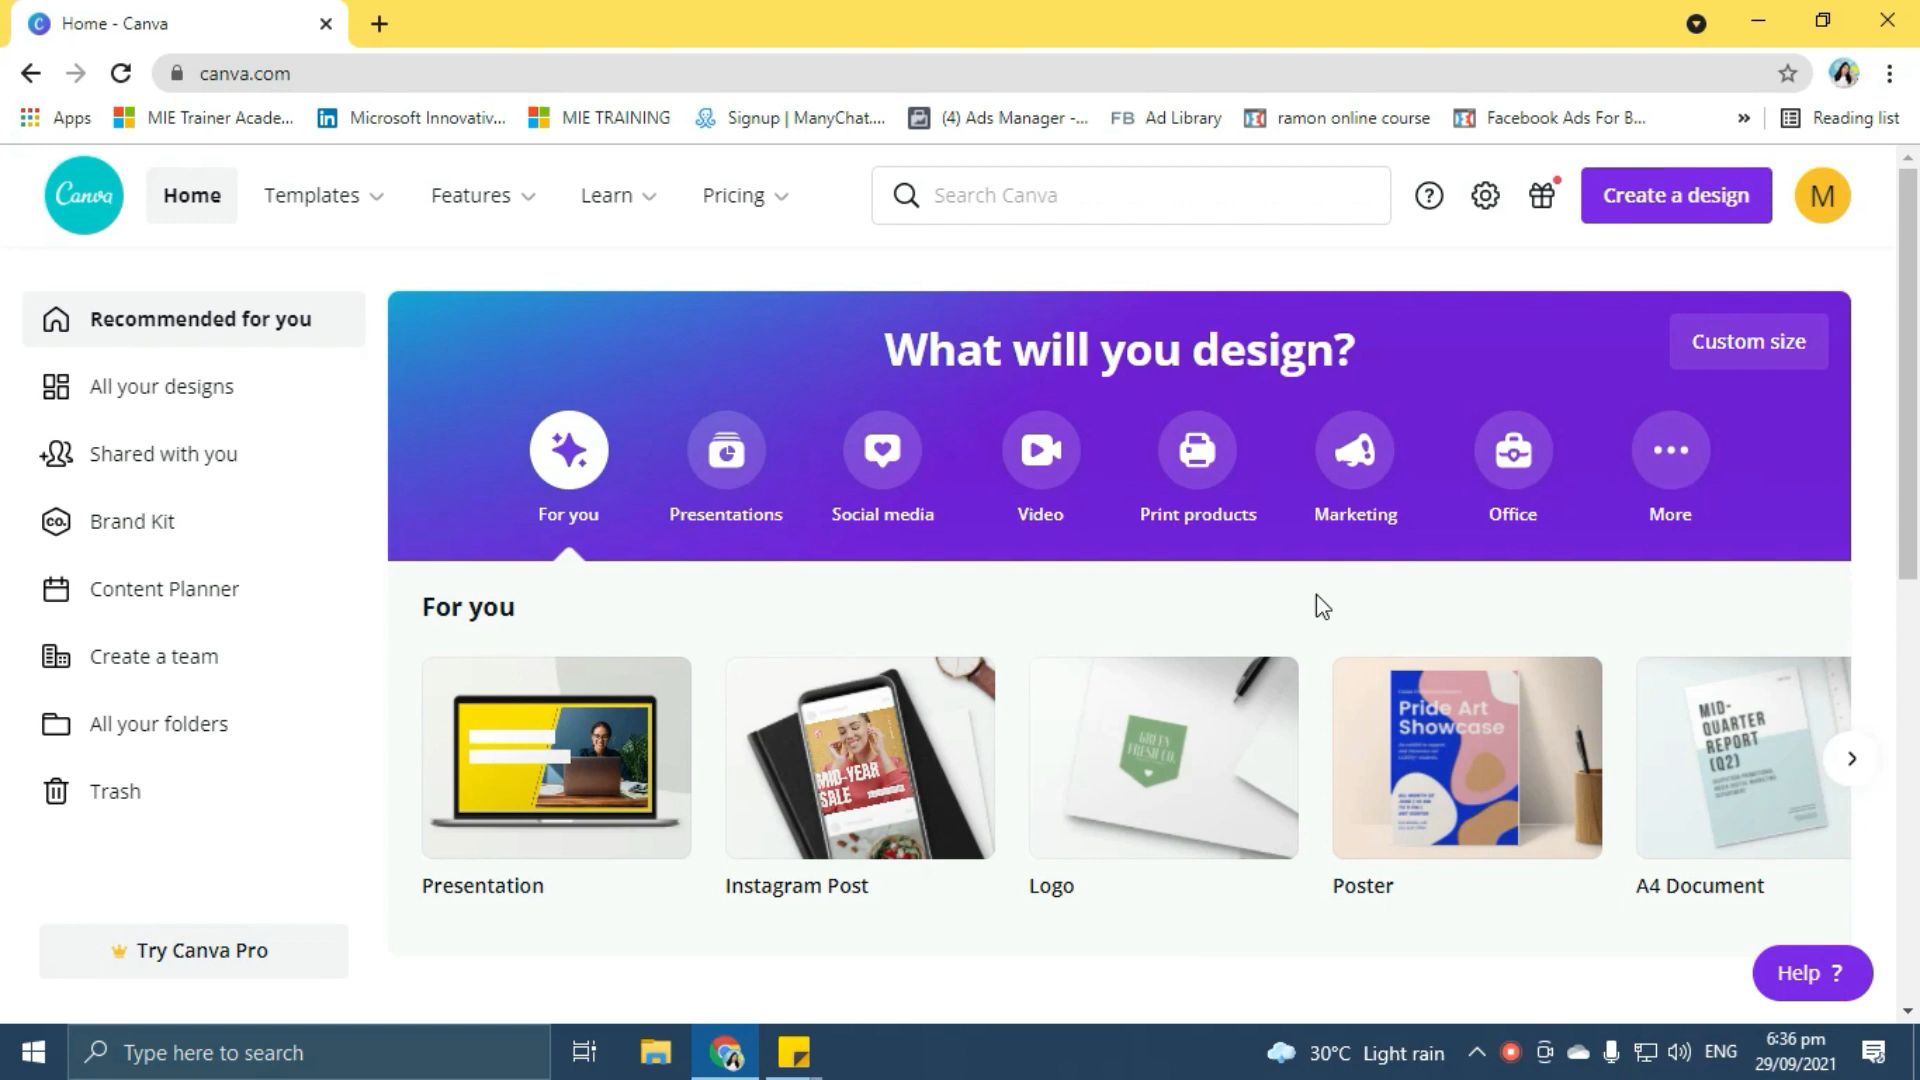 Home - Canva
canva.com
Apps MIE Trainer Acade... Microsoft Innovativ... MIE TRAINING Signup | ManyChat.... (4) Ads Manager -... FB Ad Library ramon online course Facebook Ads For B... » Reading list
Canva Home Templates Features Learn Pricing Search Canva Create a design M
Recommended for you
All your designs
Shared with you
Brand Kit
Content Planner
Create a team
All your folders
Trash
Try Canva Pro
What will you design?
Custom size
For you Presentations Social media Video Print products Marketing Office More
For you
MID-YEAR
SALE
GREEN
FRESH CO.
Pride Art
Showcase
MID-
QUARTER
REPORT
(Q2)
Presentation Instagram Post Logo Poster A4 Document
Help ?
Type here to search
30°C Light rain
ENG
6:36 pm
29/09/2021